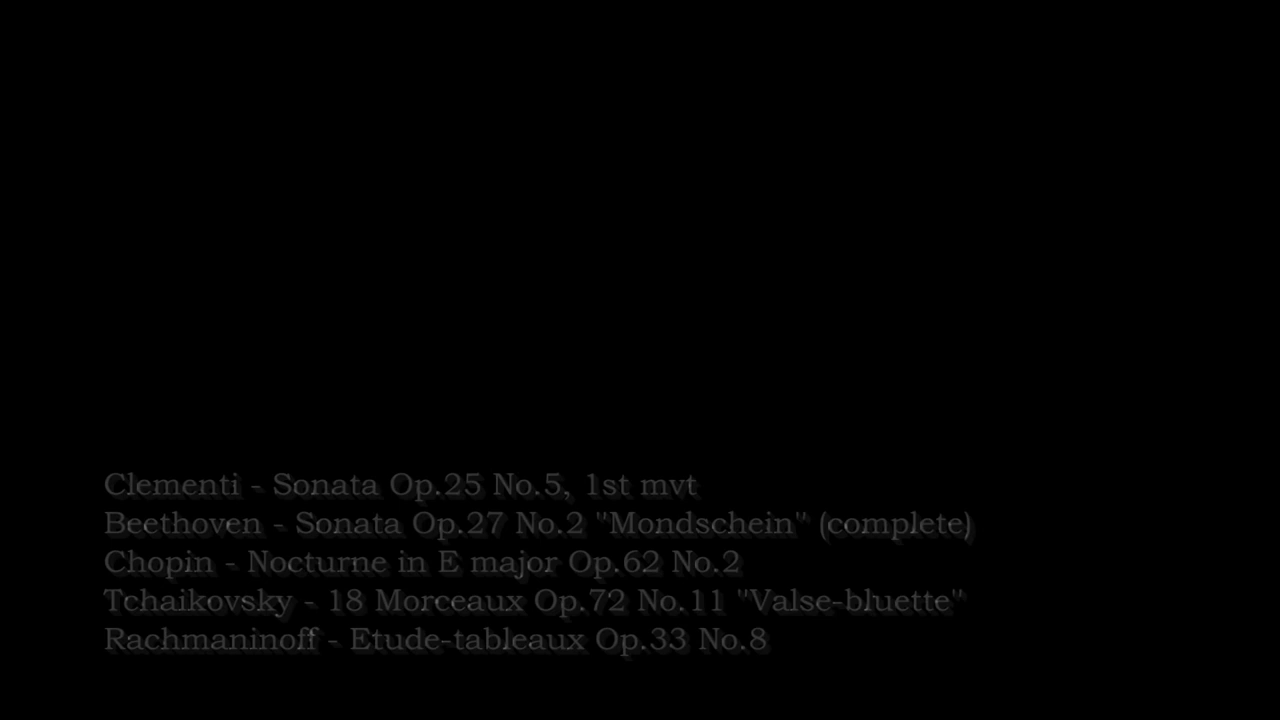 Clementi - Sonata Op.25 No.5, 1st mvt
Beethoven - Sonata Op.27 No.2 "Mondschein" (complete)
Chopin - Nocturne in E major Op.62 No.2
Tchaikovsky - 18 Morceaux Op.72 No.11 "Valse-bluette"
Rachmaninoff - Etude-tableaux Op.33 No.8